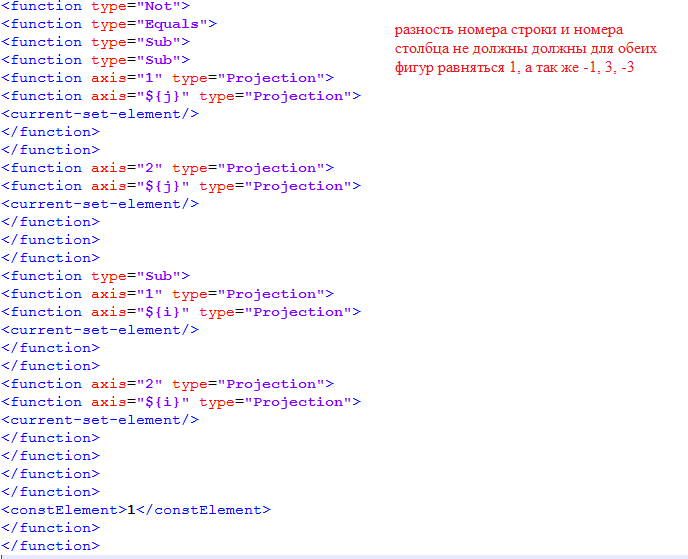 <function type="Not">
<function type="Equals">
<function type="Sub">
<function type="Sub">
<function axis="1" type="Projection">
<function axis="${j}" type="Projection">
<current-set-element/>
</function>
</function>
<function axis="2" type="Projection">
<function axis="${j}" type="Projection">
<current-set-element/>
</function>
</function>
</function>
<function type="Sub">
<function axis="1" type="Projection">
<function axis="${i}" type="Projection">
<current-set-element/>
</function>
</function>
<function axis="2" type="Projection">
<function axis="${i}" type="Projection">
<current-set-element/>
</function>
</function>
</function>
</function>
<constElement>1</constElement>
</function>
</function>
разность номера строки и номера
столбца не должны должны для обеих
фигур равняться 1, а так же -1, 3, -3